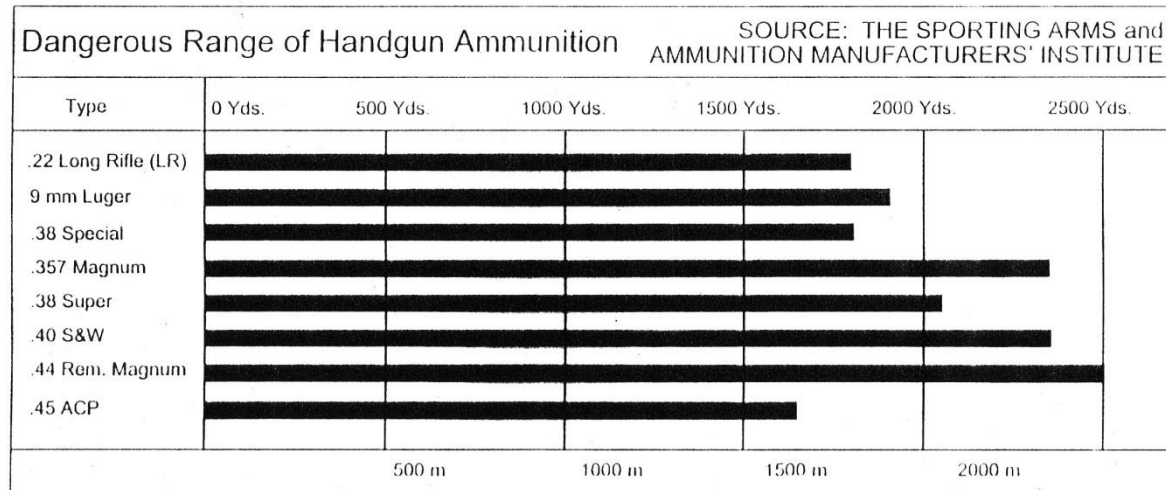 Dangerous Range of Handgun Ammunition
SOURCE: THE SPORTING ARMS and
AMMUNITION MANUFACTURERS' INSTITUTE
Type 0 Yds. 500 Yds. 1000 Yds. 1500 Yds. 2000 Yds. 2500 Yds.
.22 Long Rifle (LR)
9 mm Luger
.38 Special
.357 Magnum
.38 Super
.40 S&W
.44 Rem. Magnum
.45 ACP
500 m 1000 m 1500 m 2000 m